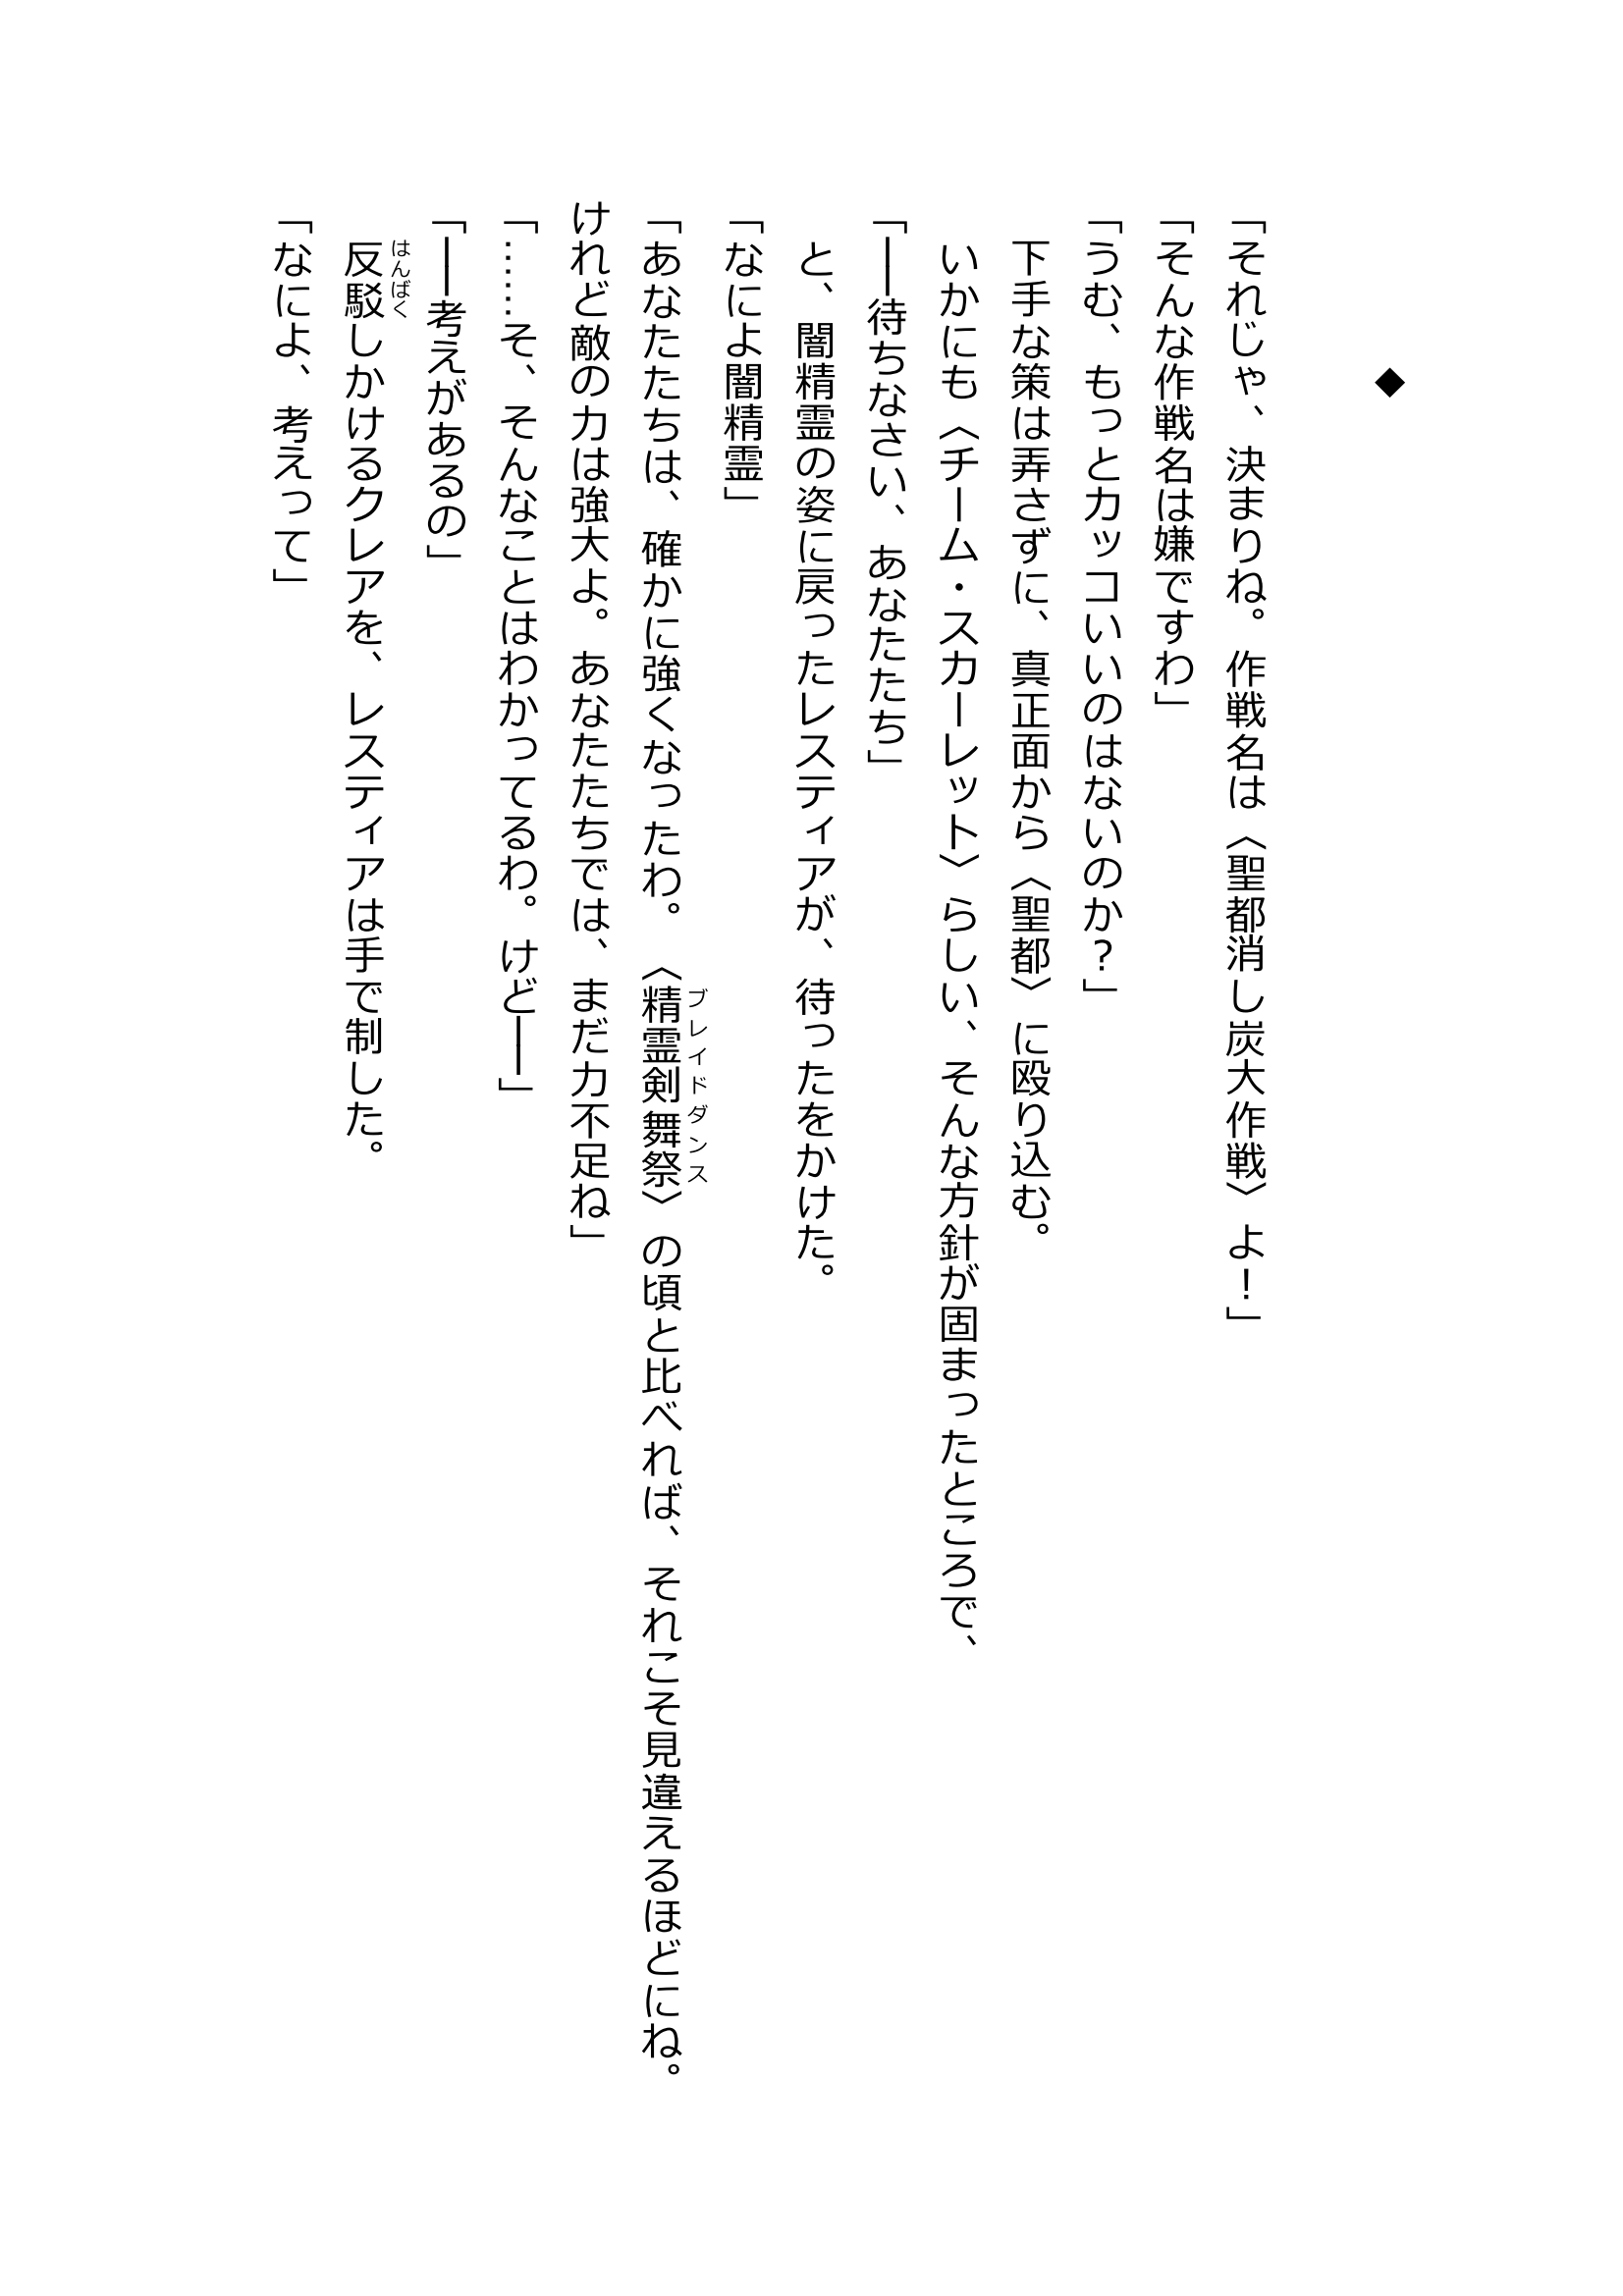 ◆
「それじゃ、決まりね。作戦名は〈聖都消し炭大作戦〉よ！」
「そんな作戦名は嫌ですわ」
「うむ、もっとカッコいいのはないのか？」
下手な策は弄さずに、真正面から〈聖都〉に殴り込む。
いかにも〈チーム・スカーレット〉らしい、そんな方針が固まったところで、
「――待ちなさい、あなたたち」
と、闇精霊の姿に戻ったレスティアが、待ったをかけた。
「なによ闇精霊」
ブレイドダンス
「あなたたちは、確かに強くなったわ。〈精霊剣舞祭〉の頃と比べれば、それこそ見違えるほどにね。
けれど敵の力は強大よ。あなたたちでは、まだ力不足ね」
「……そ、そんなことはわかってるわ。けど――」
「――考えがあるの」
はんばく
反駁しかけるクレアを、レスティアは手で制した。
「なによ、考えって」